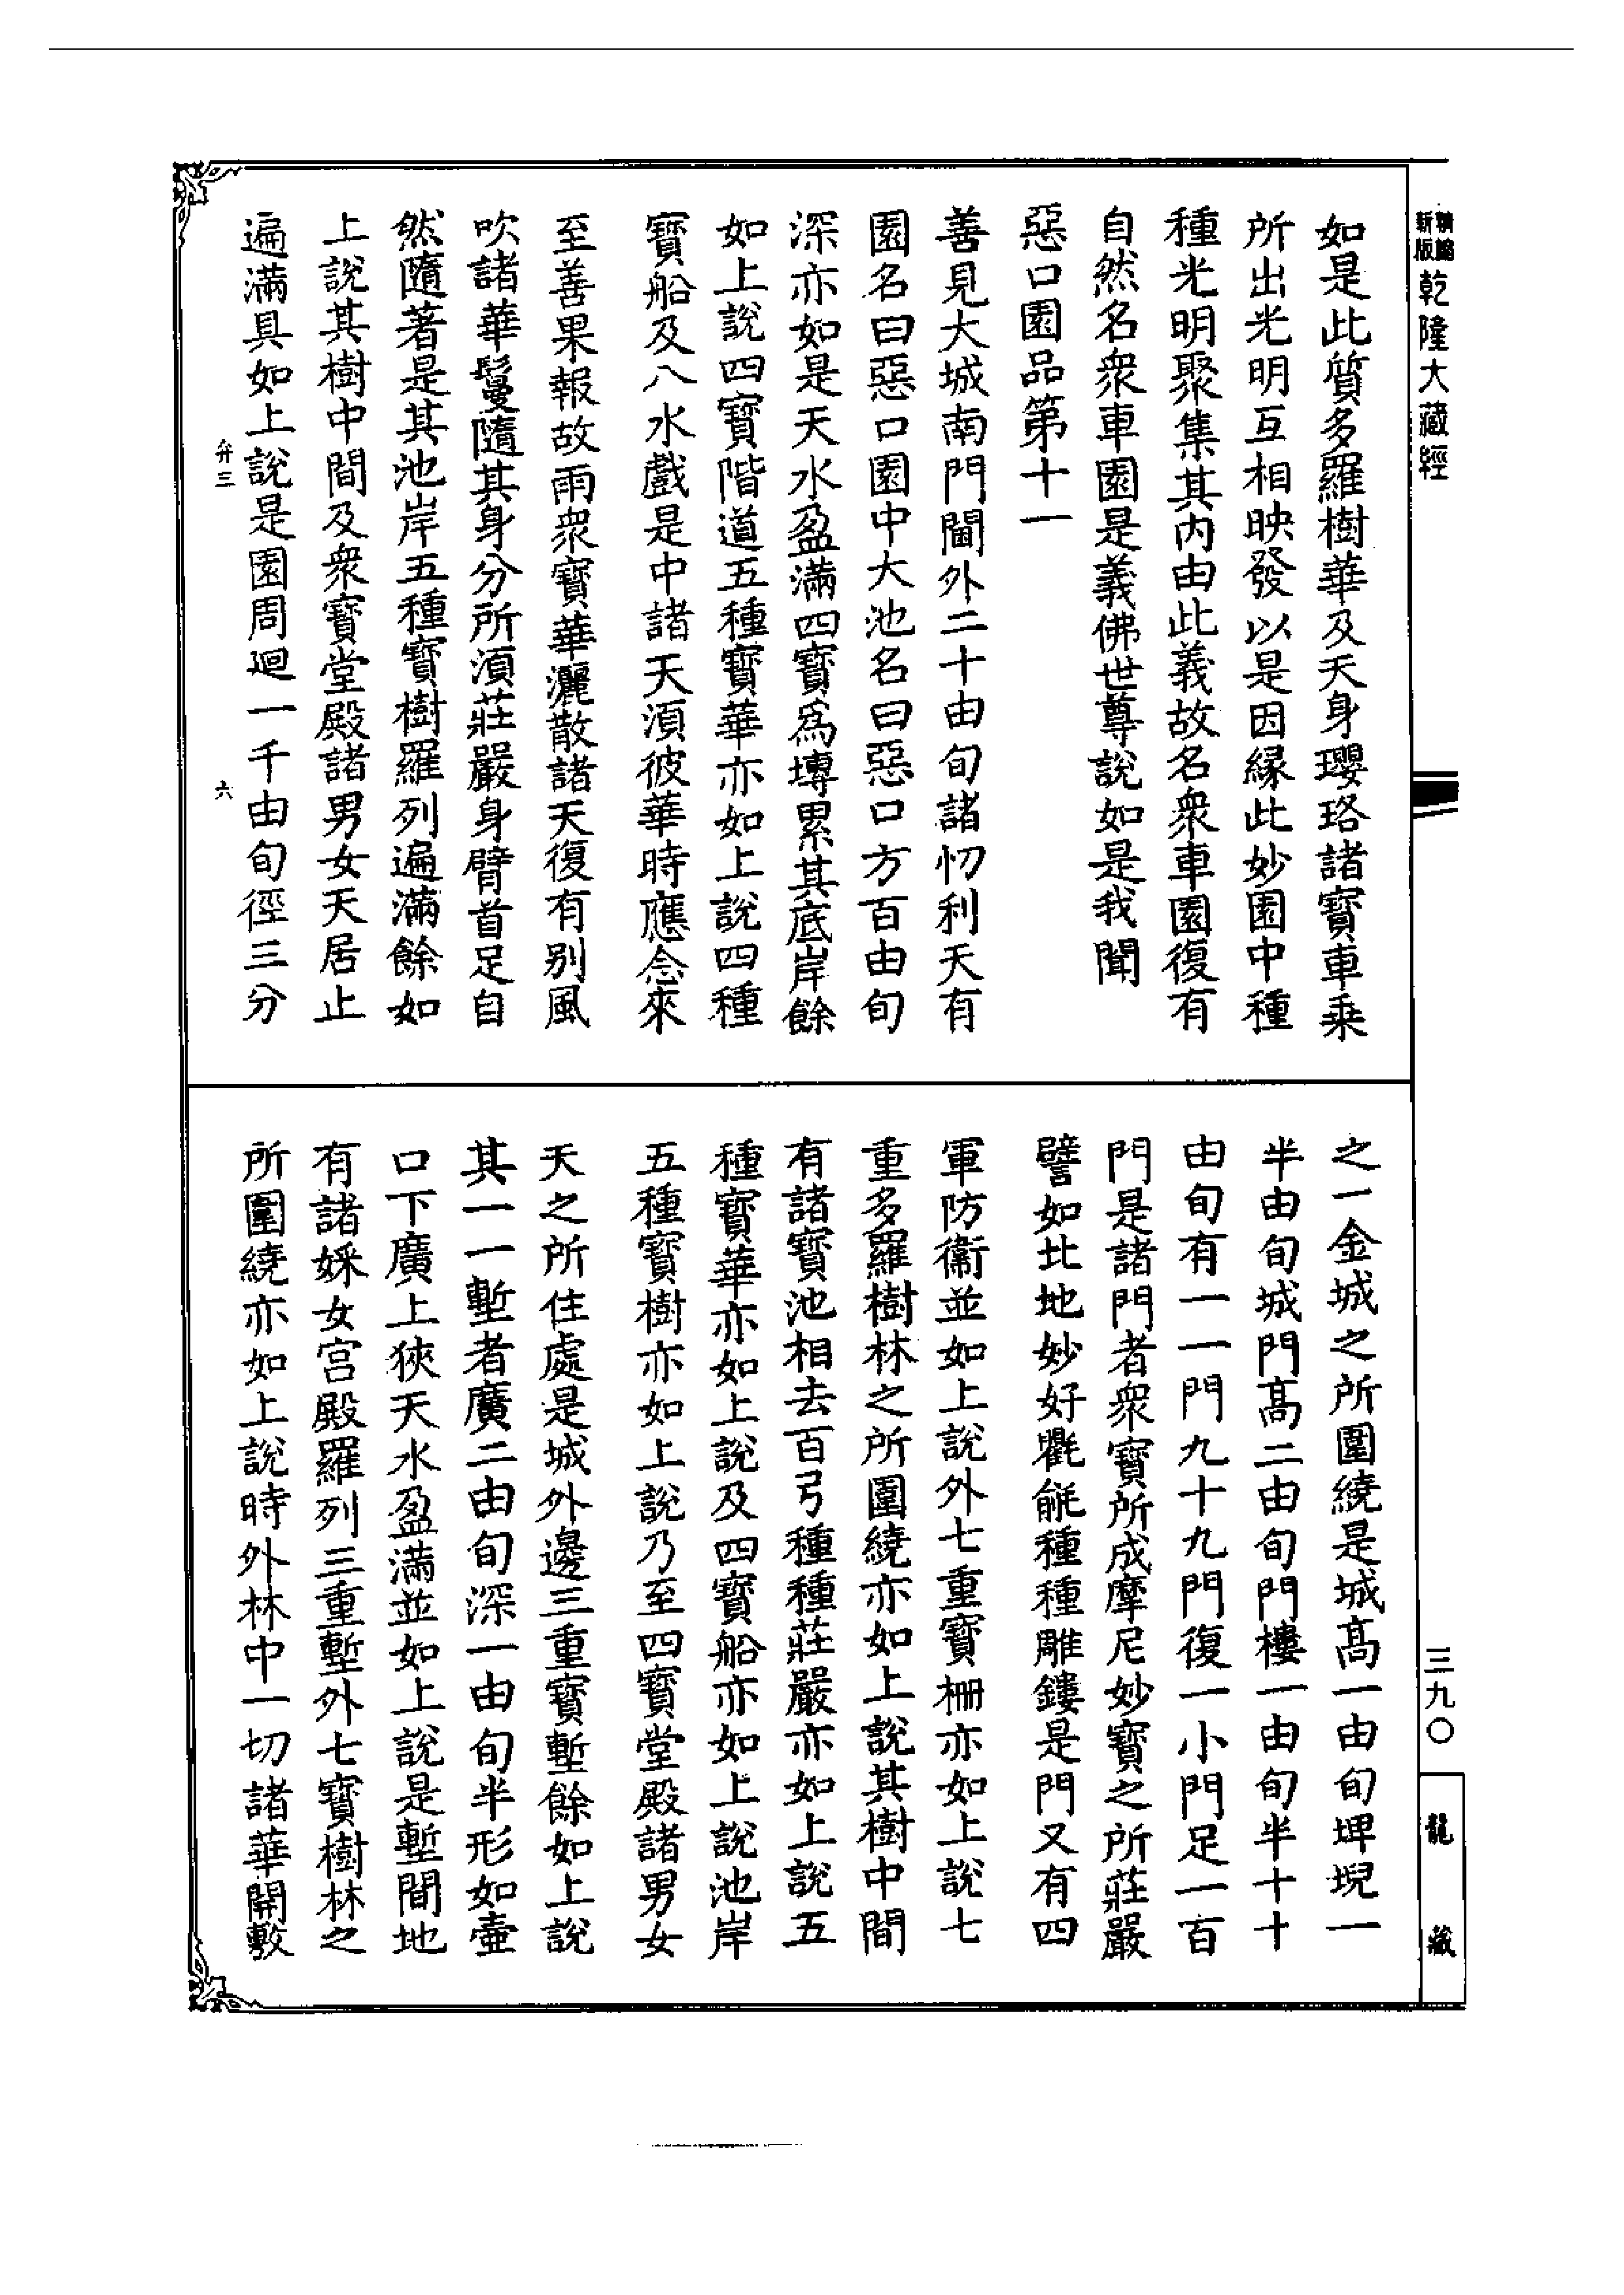 精縮
新版
乾隆大藏經
如是此質多羅樹華及天身瓔珞諸寶車乗
所出光明互相映發以是因緣此妙園中種
種光明聚集其内由此義故名衆車園復有
自然名衆車園是義佛世尊說如是我聞
惡口園品第十一
善見大城南門閫外二十由旬諸忉利天有
園名曰惡口園中大池名曰惡口方百由旬
深亦如是天水盈滿四寶爲塼累其底岸餘
如上說四寶階道五種寶華亦如上說四種
寶船及八水戲是中諸天湏彼華時應念來
至善果報故雨衆寶華灑散諸天復有别風
吹諸華鬘隨其身分所湏莊嚴身臂首足自
然隨著是其池岸五種寶樹羅列遍滿餘如
上說其樹中間及衆寶堂殿諸男女天居止
遍滿具如上說是園周廻一千由旬徑三分
弁三
六
之一金城之所圍繞是城髙一由旬埤堄一
半由旬城門髙二由旬門樓一由旬半十十
由旬有一一門九十九門復一小門足一百
門是諸門者衆寶所成摩尼妙寶之所莊嚴
譬如北地妙好氍毹種種雕鏤是門又有四
軍防衞並如上說外七重寶柵亦如上說七
重多羅樹林之所圍繞亦如上說其樹中間
有諸寶池相去百弓種種莊嚴亦如上說五
種寶華亦如上說及四寶船亦如上說池岸
五種寶樹亦如上說乃至四寶堂殿諸男女
天之所住處是城外邊三重寶塹餘如上說
其一一塹者廣二由旬深一由旬半形如壷
口下廣上狹天水盈滿並如上說是塹間地
有諸婇女宫殿羅列三重塹外七寶樹林之
所圍繞亦如上說時外林中一切諸華開敷
三九〇
龍藏